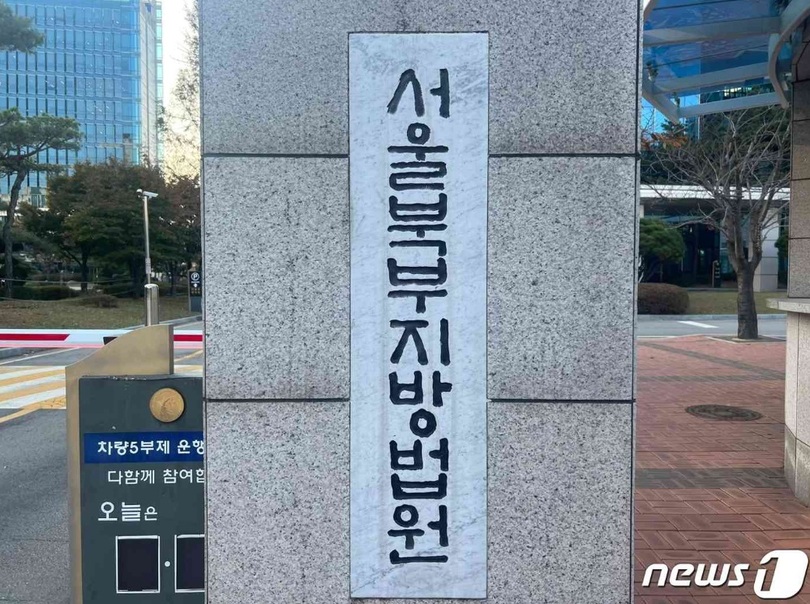 서울북부지방법원
차량5부제 운행
다함께 참여합
오늘은
news1